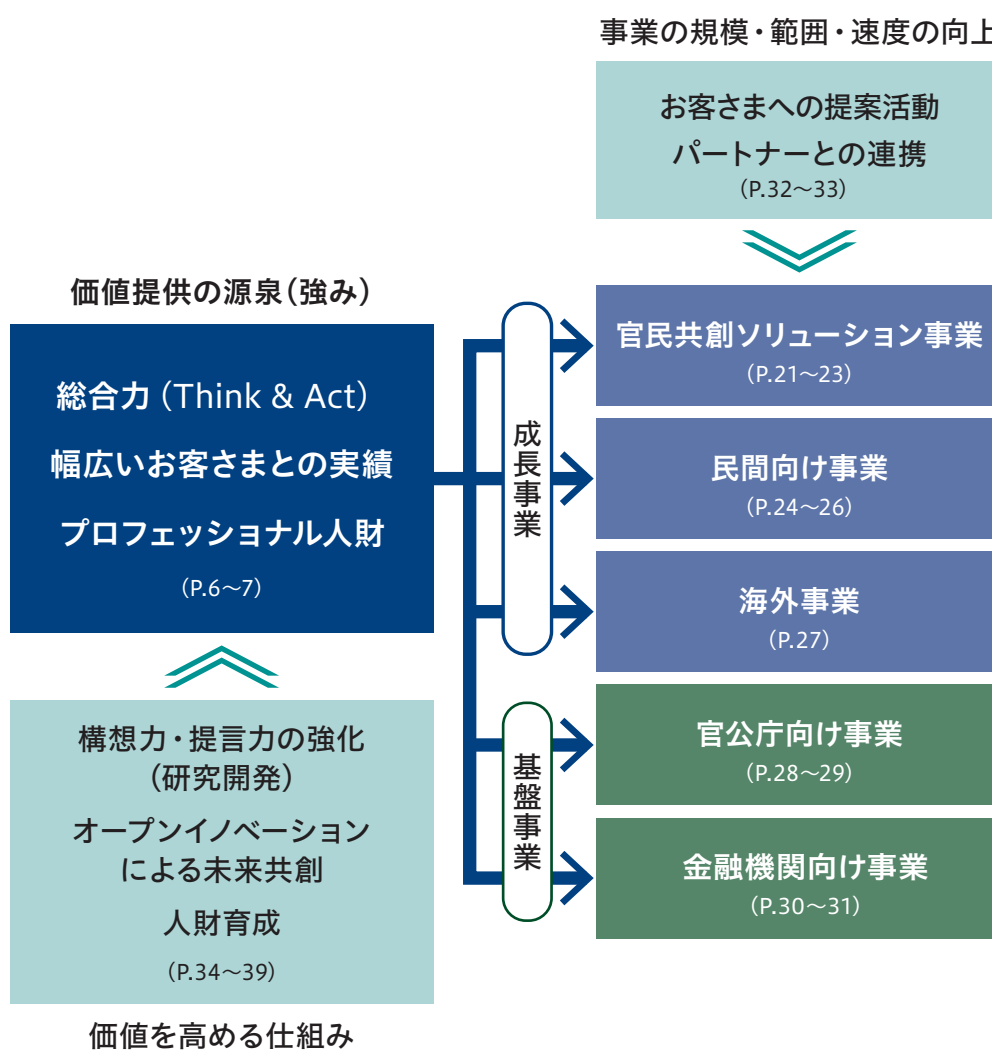 事業の規模・範囲・速度の向上
お客さまへの提案活動
パートナーとの連携
(P.32〜33)
価値提供の源泉(強み)
総合力 (Think & Act)
幅広いお客さまとの実績
プロフェッショナル人財
(P.6〜7)
構想力・提言力の強化
(研究開発)
オープンイノベーション
による未来共創
人財育成
(P.34〜39)
価値を高める仕組み
成長事業
官民共創ソリューション事業
(P.21〜23)
民間向け事業
(P.24〜26)
海外事業
(P.27)
基盤事業
官公庁向け事業
(P.28〜29)
金融機関向け事業
(P.30〜31)